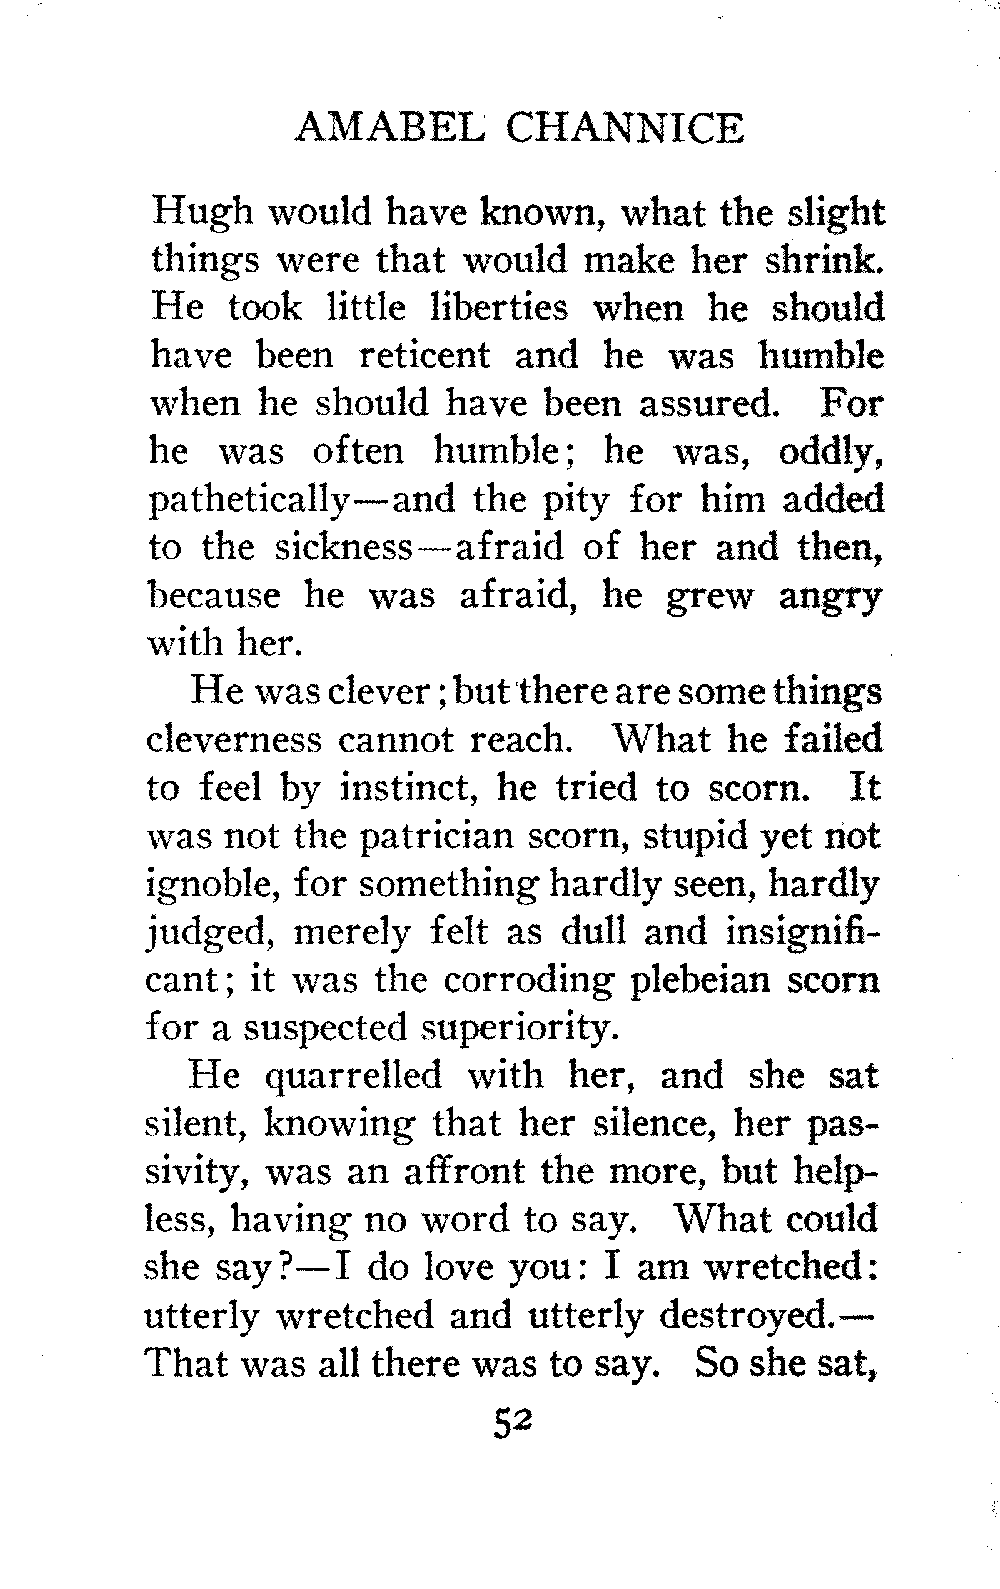 AMABEL CHANNICE
Hugh would have known, what the slight
things were that would make her shrink.
He took little liberties when he should
have been reticent and he was humble
when he should have been assured. For
he was often humble; he was, oddly,
pathetically—and the pity for him added
to the sickness—afraid of her and then,
because he was afraid, he grew angry
with her.
He was clever; but there are some things
cleverness cannot reach. What he failed
to feel by instinct, he tried to scorn. It
was not the patrician scorn, stupid yet not
ignoble, for something hardly seen, hardly
judged, merely felt as dull and insignifi-
cant; it was the corroding plebeian scorn
for a suspected superiority.
He quarrelled with her, and she sat
silent, knowing that her silence, her pas-
sivity, was an affront the more, but help-
less, having no word to say. What could
she say?—I do love you: I am wretched:
utterly wretched and utterly destroyed.—
That was all there was to say. So she sat,
52